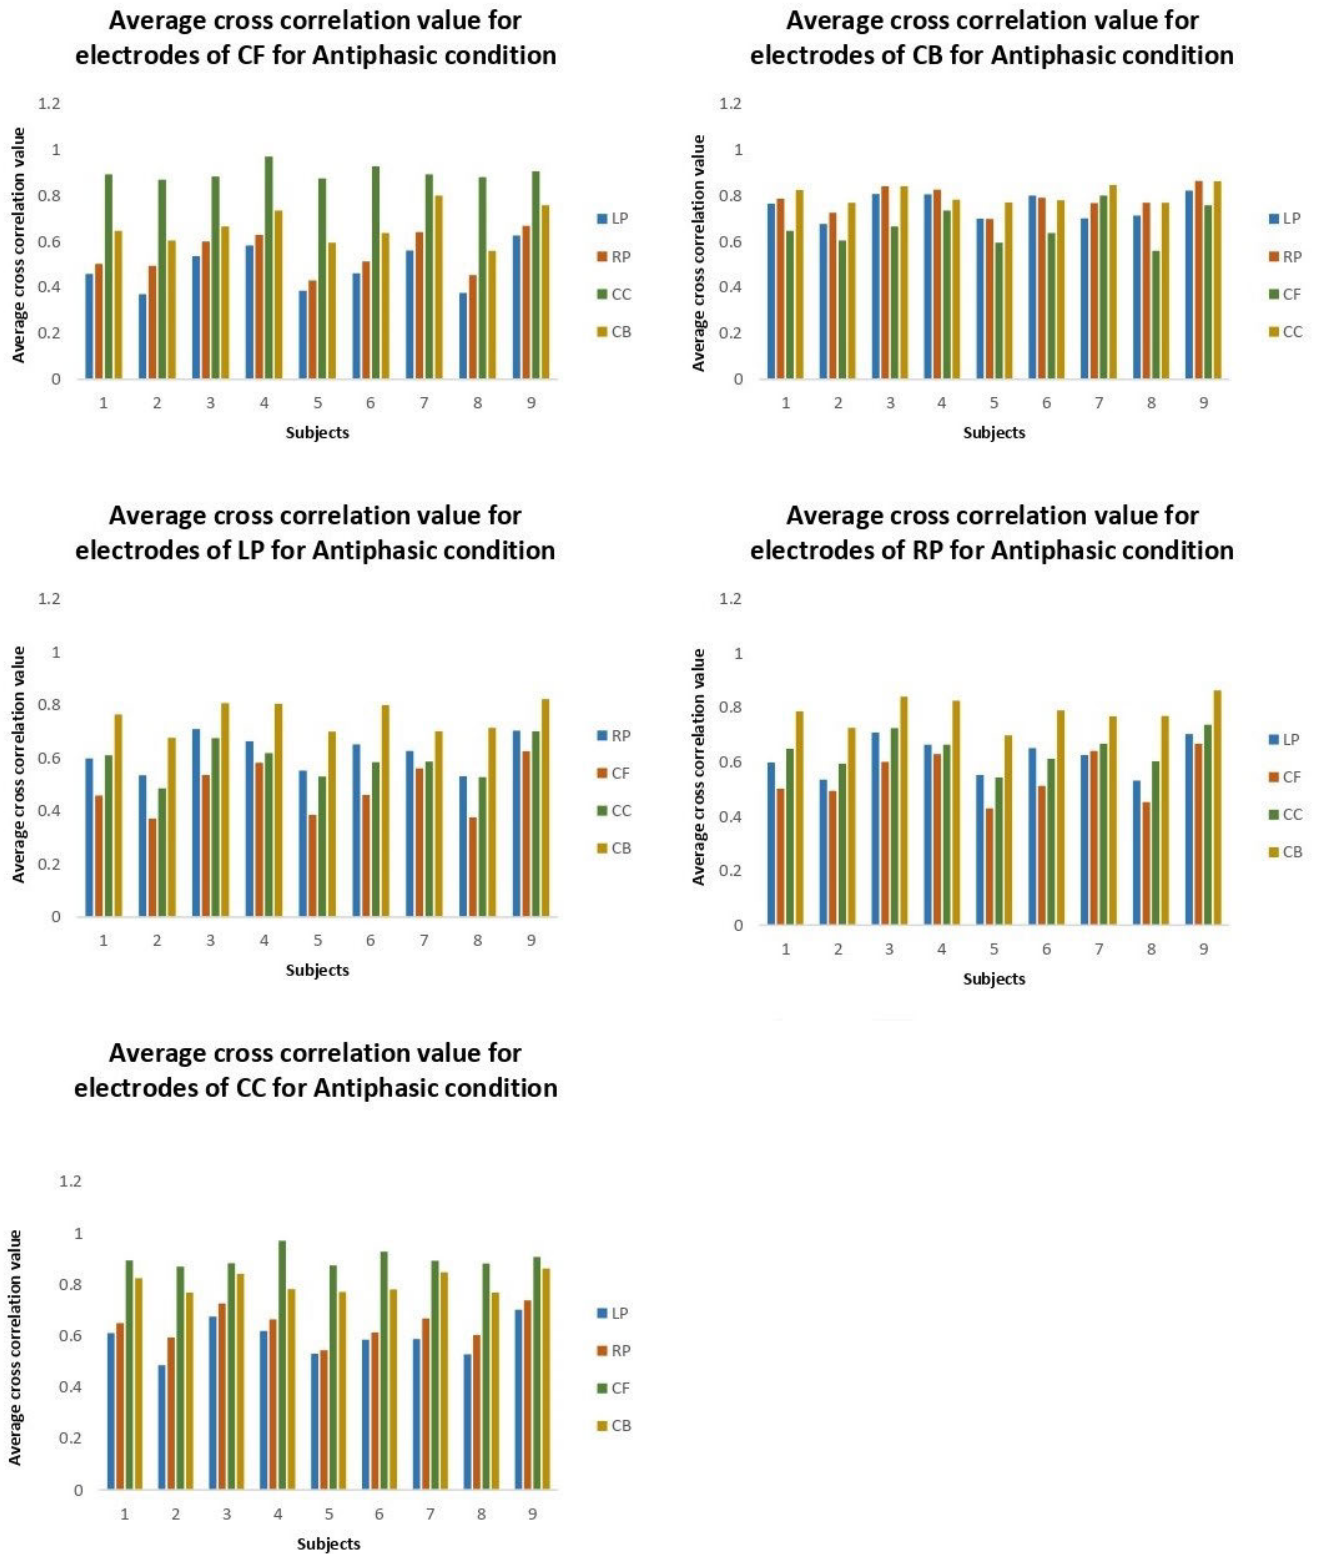 Average cross correlation value for
electrodes of CF for Antiphasic condition
1.2
1
0.8
0.6
0.4
0.2
0
Average cross correlation value
1 2 3 4 5 6 7 8 9
Subjects
LP
RP
CC
CB
Average cross correlation value for
electrodes of CB for Antiphasic condition
1.2
1
0.8
0.6
0.4
0.2
0
Average cross correlation value
1 2 3 4 5 6 7 8 9
Subjects
LP
RP
CF
CC
Average cross correlation value for
electrodes of LP for Antiphasic condition
1.2
1
0.8
0.6
0.4
0.2
0
Average cross correlation value
1 2 3 4 5 6 7 8 9
Subjects
RP
CF
CC
CB
Average cross correlation value for
electrodes of RP for Antiphasic condition
1.2
1
0.8
0.6
0.4
0.2
0
Average cross correlation value
1 2 3 4 5 6 7 8 9
Subjects
LP
CF
CC
CB
Average cross correlation value for
electrodes of CC for Antiphasic condition
1.2
1
0.8
0.6
0.4
0.2
0
Average cross correlation value
1 2 3 4 5 6 7 8 9
Subjects
LP
RP
CF
CB